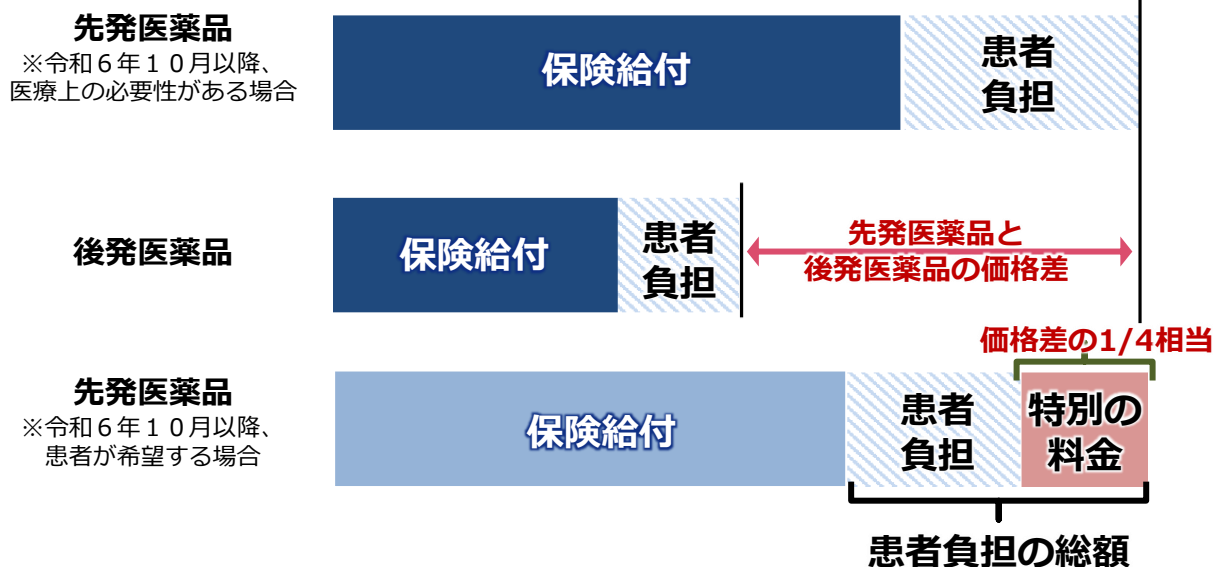 先発医薬品
※令和６年１０月以降、
医療上の必要性がある場合
保険給付
患者
負担
後発医薬品
保険給付
患者
負担
先発医薬品と
後発医薬品の価格差
価格差の1/4相当
先発医薬品
※令和６年１０月以降、
患者が希望する場合
保険給付
患者
負担
特別の
料金
患者負担の総額